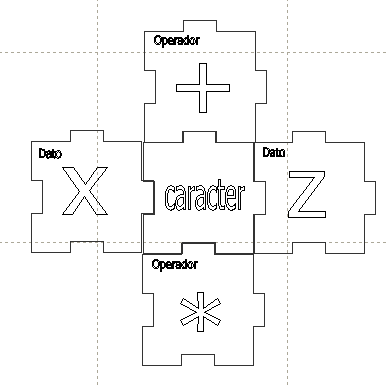 Operador
+
Dato
X
caracter
Dato
Z
Operador
*